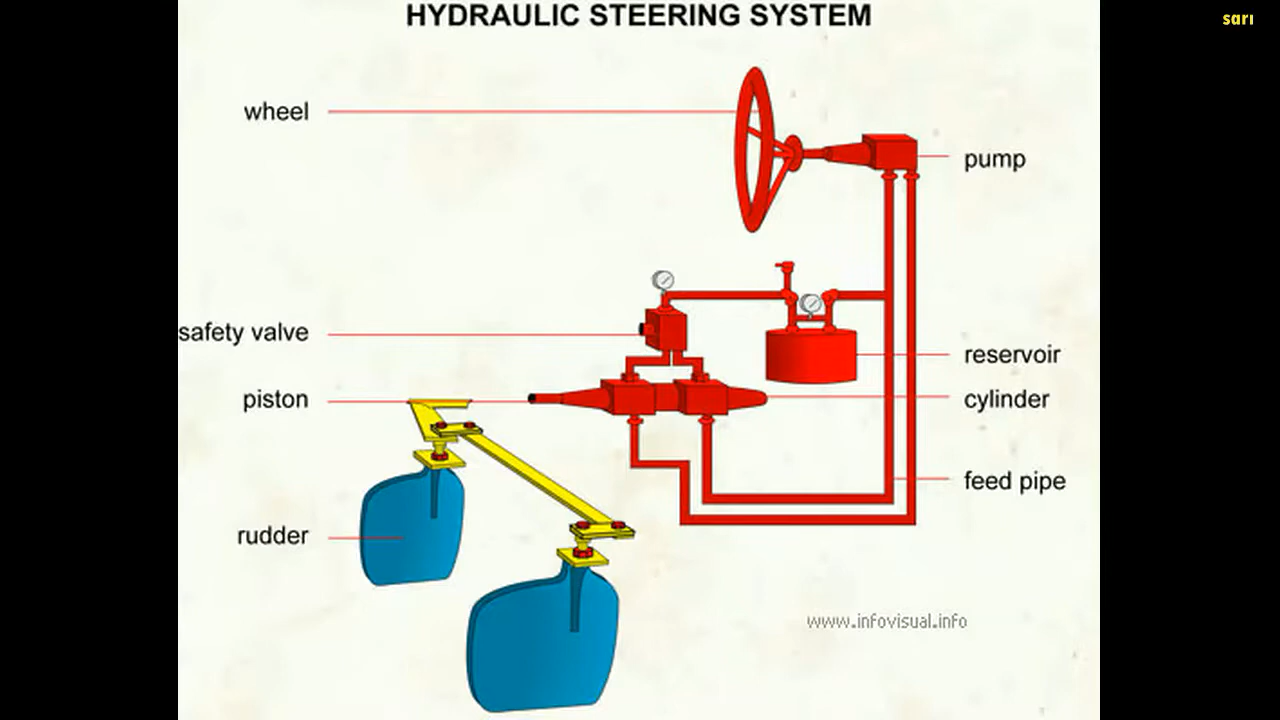 HYDRAULIC STEERING SYSTEM
sarı
wheel
pump
safety valve
reservoir
piston
cylinder
feed pipe
rudder
www.infovisual.info